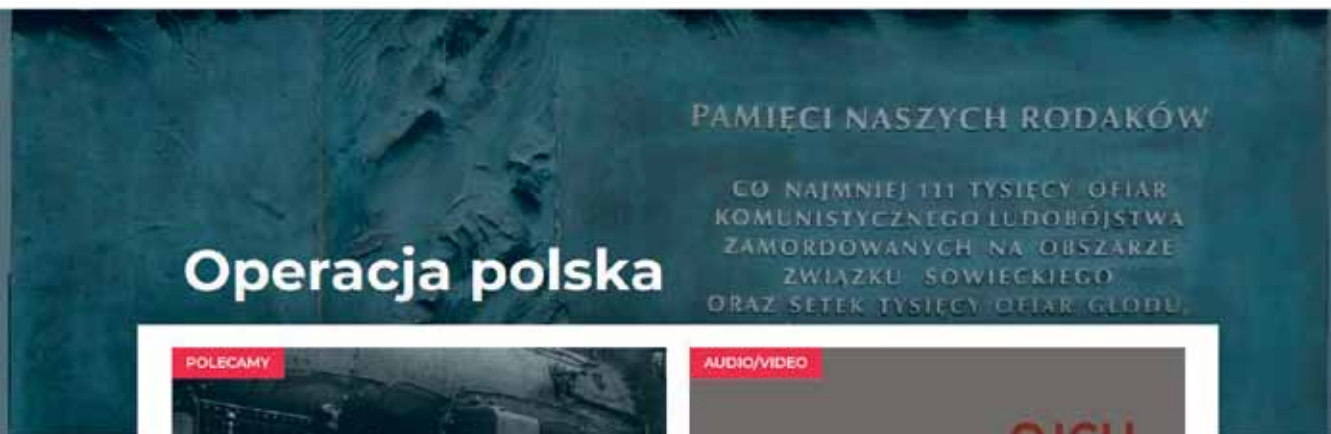 PAMIĘCI NASZYCH RODAKÓW
CO NAJMNIEJ 111 TYSIĘCY OFIAR
KOMUNISTYCZNEGO LUDOBÓJSTWA
ZAMORDOWANYCH NA OBSZARZE
ZWIĄZKU SOWIECKIEGO
ORAZ SETEK TYSIĘCY OFIAR GŁODU,
Operacja polska
POLECAMY
AUDIO/VIDEO